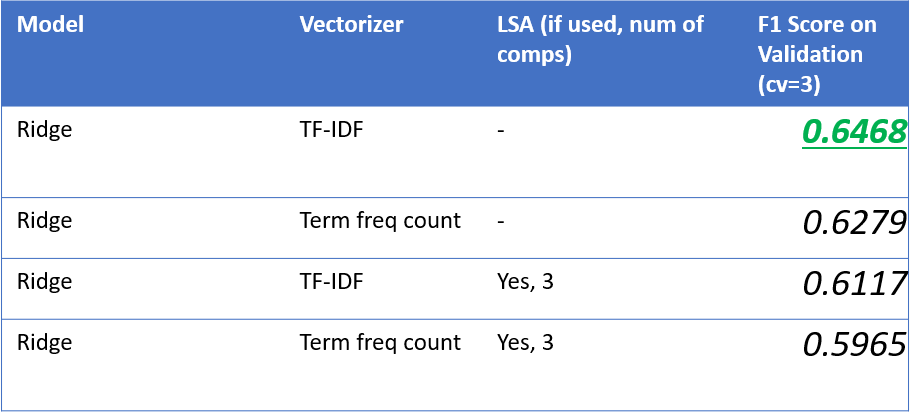 Model Vectorizer LSA (if used, num of comps) F1 Score on Validation (cv=3)
Ridge TF-IDF - 0.6468
Ridge Term freq count - 0.6279
Ridge TF-IDF Yes, 3 0.6117
Ridge Term freq count Yes, 3 0.5965